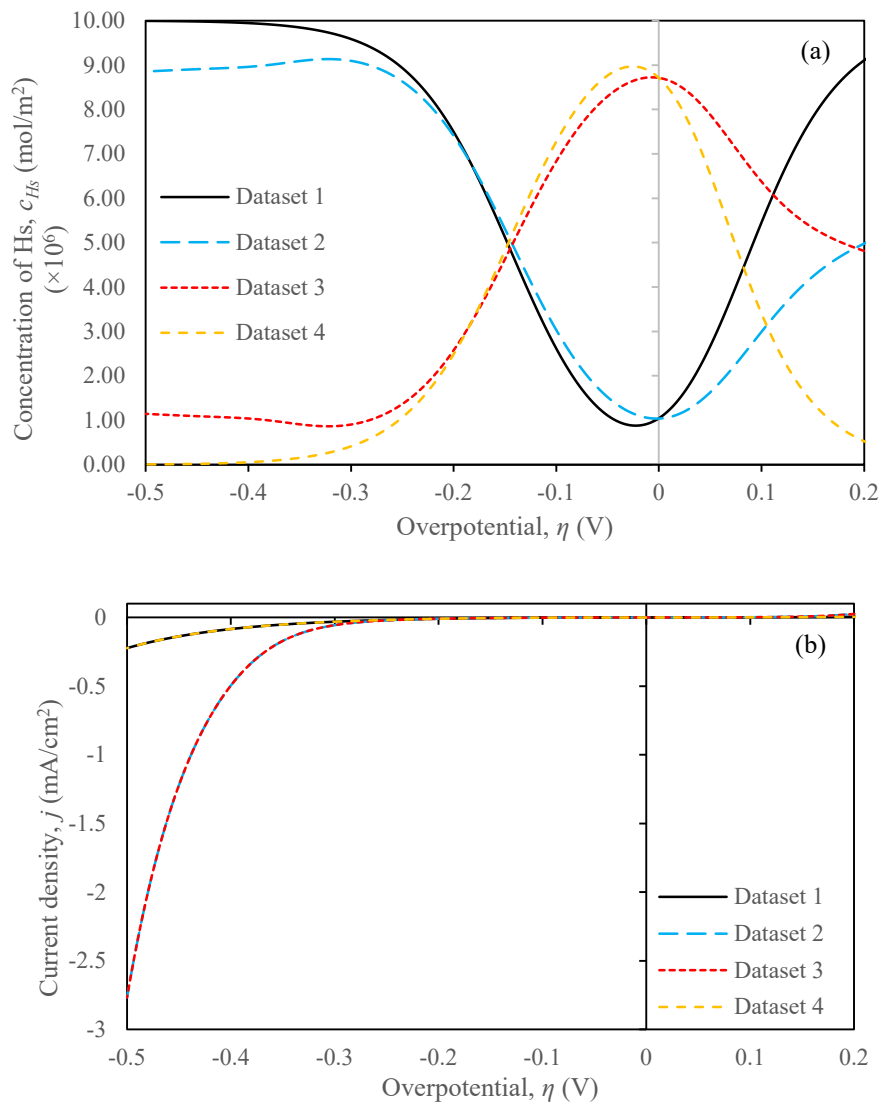 (a)
Concentration of Hs, c_Hs (mol/m²)
(×10⁶)
10.00
9.00
8.00
7.00
6.00
5.00
4.00
3.00
2.00
1.00
0.00
Dataset 1
Dataset 2
Dataset 3
Dataset 4
-0.5 -0.4 -0.3 -0.2 -0.1 0 0.1 0.2
Overpotential, η (V)
(b)
Current density, j (mA/cm²)
0
-0.5
-1
-1.5
-2
-2.5
-3
Dataset 1
Dataset 2
Dataset 3
Dataset 4
-0.5 -0.4 -0.3 -0.2 -0.1 0 0.1 0.2
Overpotential, η (V)